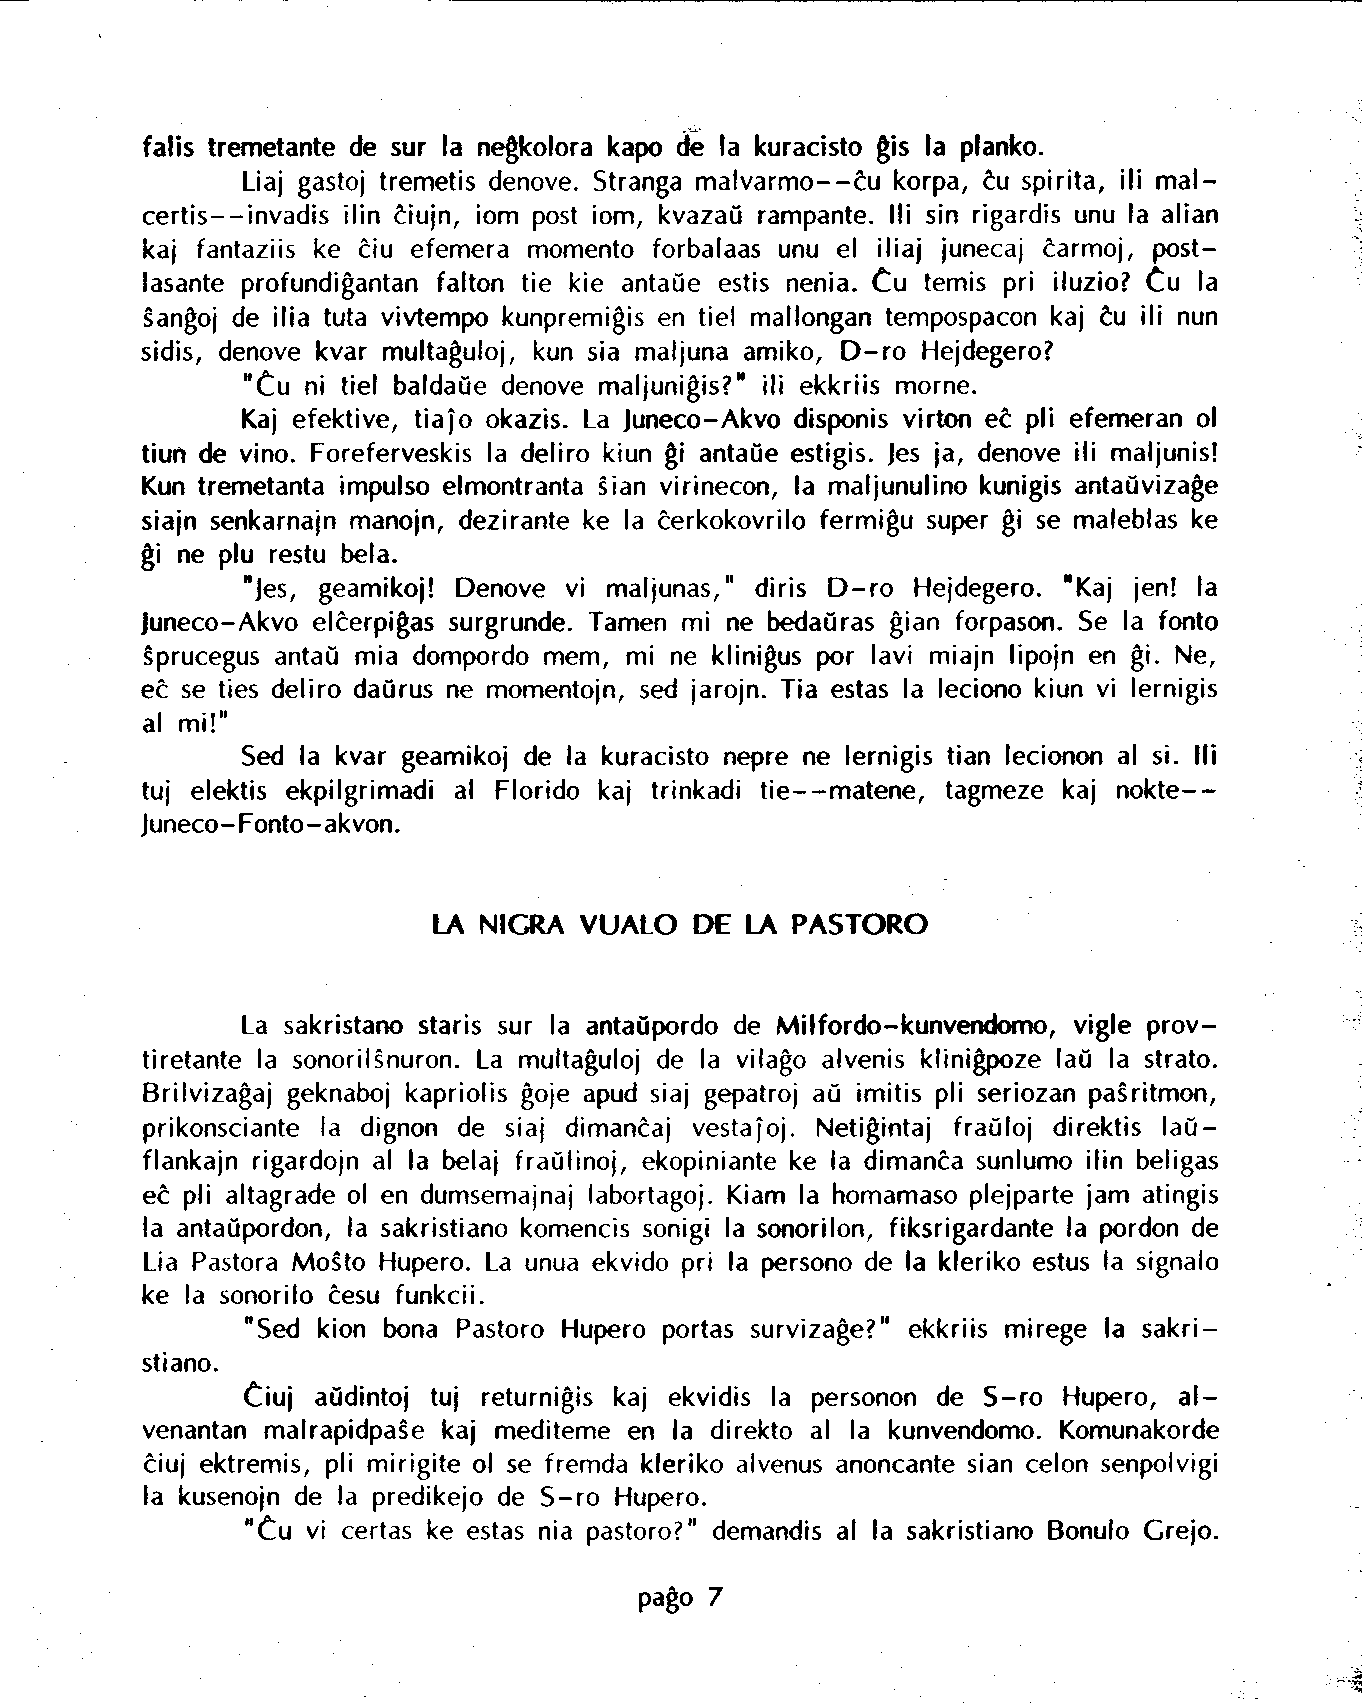 falis tremetante de sur la neĝkolora kapo de la kuracisto ĝis la planko.
Liaj gastoj tremetis denove. Stranga malvarmo--ĉu korpa, ĉu spirita, ili mal-
certis--invadis ilin ĉiujn, iom post iom, kvazaŭ rampante. Ili sin rigardis unu la alian
kaj fantaziis ke ĉiu efemera momento forbalaas unu el iliaj junecaj ĉarmoj, post-
lasante profundiĝantan falton tie kie antaŭe estis nenia. Ĉu temis pri iluzio? Ĉu la
ŝanĝoj de ilia tuta vivtempo kunpremiĝis en tiel mallongan tempospacon kaj ĉu ili nun
sidis, denove kvar multaĝuloj, kun sia maljuna amiko, D-ro Hejdegero?
"Ĉu ni tiel baldaŭe denove maljuniĝis?" ili ekkriis morne.
Kaj efektive, tiaĵo okazis. La Juneco-Akvo disponis virton eĉ pli efemeran ol
tiun de vino. Foreferveskis la deliro kiun ĝi antaŭe estigis. Jes ja, denove ili maljunis!
Kun tremetanta impulso elmontranta ŝian virinecon, la maljunulino kunigis antaŭvizaĝe
siajn senkarnajn manojn, dezirante ke la ĉerkokovrilo fermiĝu super ĝi se maleblas ke
ĝi ne plu restu bela.
"Jes, geamikoj! Denove vi maljunas," diris D-ro Hejdegero. "Kaj jen! la
Juneco-Akvo elĉerpiĝas surgrunde. Tamen mi ne bedaŭras ĝian forpason. Se la fonto
ŝprucegus antaŭ mia dompordo mem, mi ne kliniĝus por lavi miajn lipojn en ĝi. Ne,
eĉ se ties deliro daŭrus ne momentojn, sed jarojn. Tia estas la leciono kiun vi lernigis
al mi!"
Sed la kvar geamikoj de la kuracisto nepre ne lernigis tian lecionon al si. Ili
tuj elektis ekpilgrimadi al Florido kaj trinkadi tie--matene, tagmeze kaj nokte--
Juneco-Fonto-akvon.
LA NIGRA VUALO DE LA PASTORO
La sakristano staris sur la antaŭpordo de Milfordo-kunvendomo, vigle prov-
tiretante la sonorilŝnuron. La multaĝuloj de la vilaĝo alvenis kliniĝpoze laŭ la strato.
Brilvizaĝaj geknaboj kapriolis ĝoje apud siaj gepatroj aŭ imitis pli seriozan paŝritmon,
prikonsciante la dignon de siaj dimanĉaj vestaĵoj. Netiĝintaj fraŭloj direktis laŭ-
flankajn rigardojn al la belaj fraŭlinoj, ekopiniante ke la dimanĉa sunlumo ilin beligas
eĉ pli altagrade ol en dumsemajnaj labortagoj. Kiam la homamaso plejparte jam atingis
la antaŭpordon, la sakristiano komencis sonigi la sonorilon, fiksrigardante la pordon de
Lia Pastora Moŝto Hupero. La unua ekvido pri la persono de la kleriko estus la signalo
ke la sonorilo ĉesu funkcii.
"Sed kion bona Pastoro Hupero portas survizaĝe?" ekkriis mirege la sakri-
stiano.
Ĉiuj aŭdintoj tuj returniĝis kaj ekvidis la personon de S-ro Hupero, al-
venantan malrapidpaŝe kaj mediteme en la direkto al la kunvendomo. Komunakorde
ĉiuj ektremis, pli mirigite ol se fremda kleriko alvenus anoncante sian celon senpolvigi
la kusenojn de la predikejo de S-ro Hupero.
"Ĉu vi certas ke estas nia pastoro?" demandis al la sakristiano Bonulo Grejo.
paĝo 7